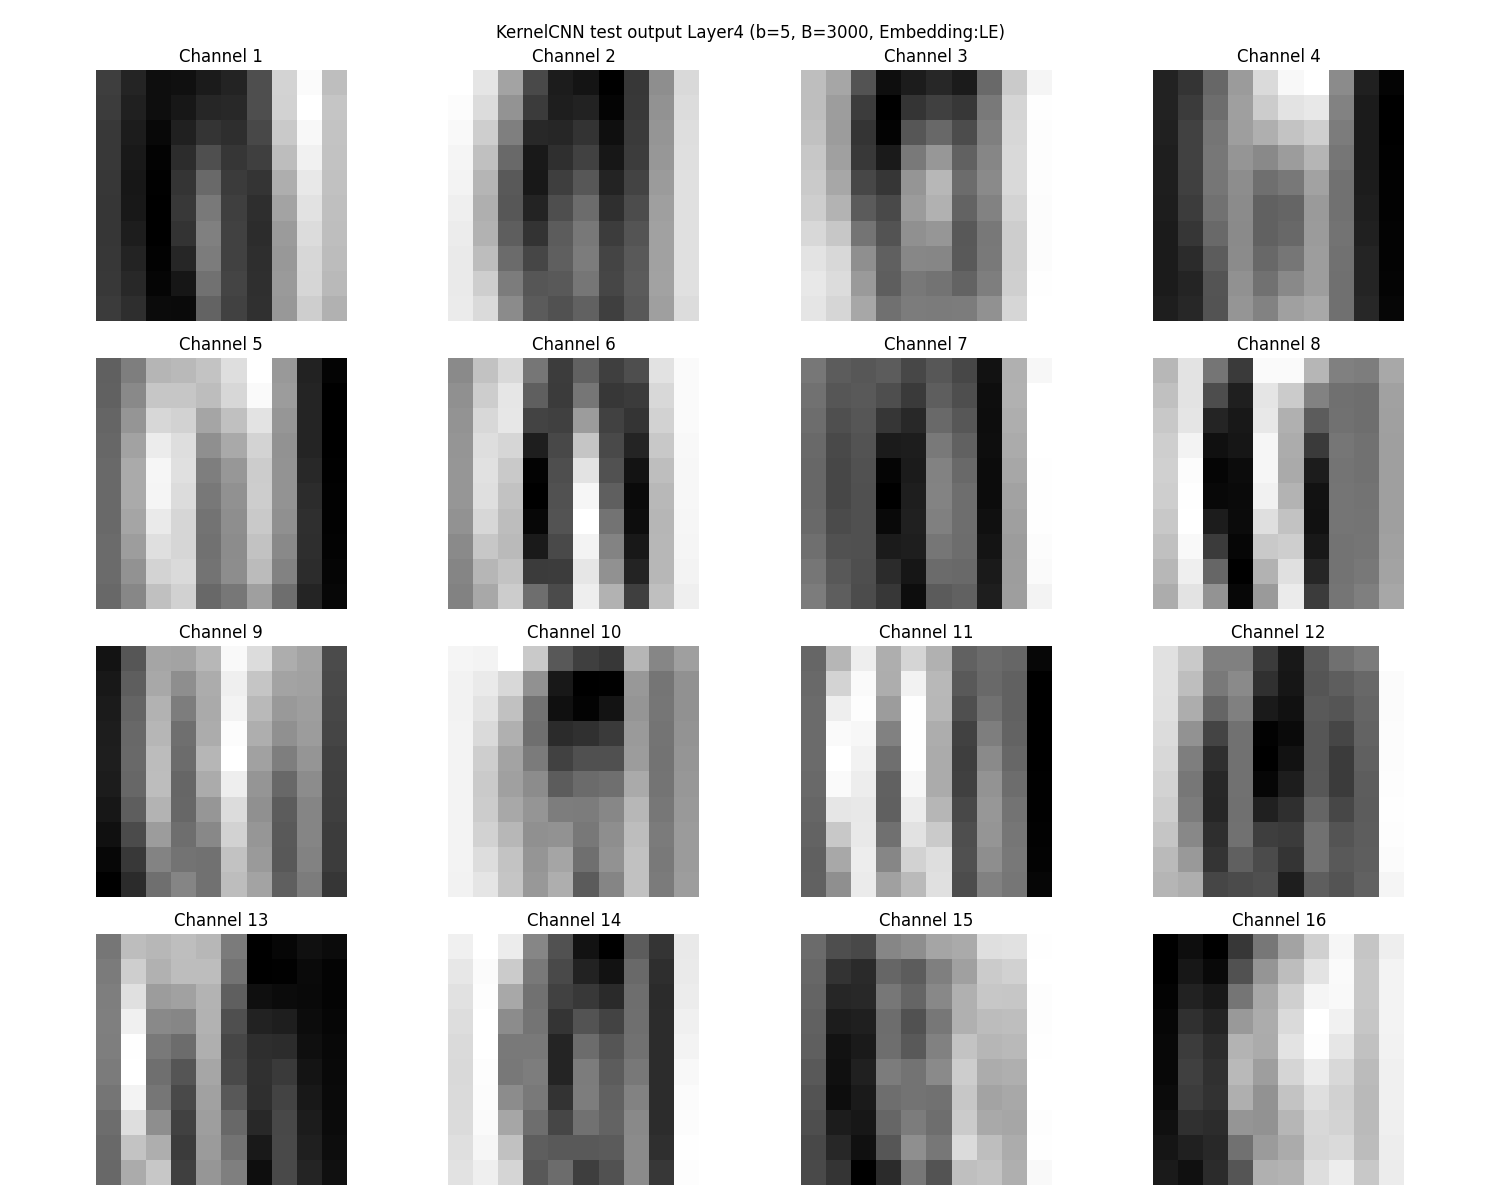 KernelCNN test output Layer4 (b=5, B=3000, Embedding:LE)
Channel 1 Channel 2 Channel 3 Channel 4
Channel 5 Channel 6 Channel 7 Channel 8
Channel 9 Channel 10 Channel 11 Channel 12
Channel 13 Channel 14 Channel 15 Channel 16